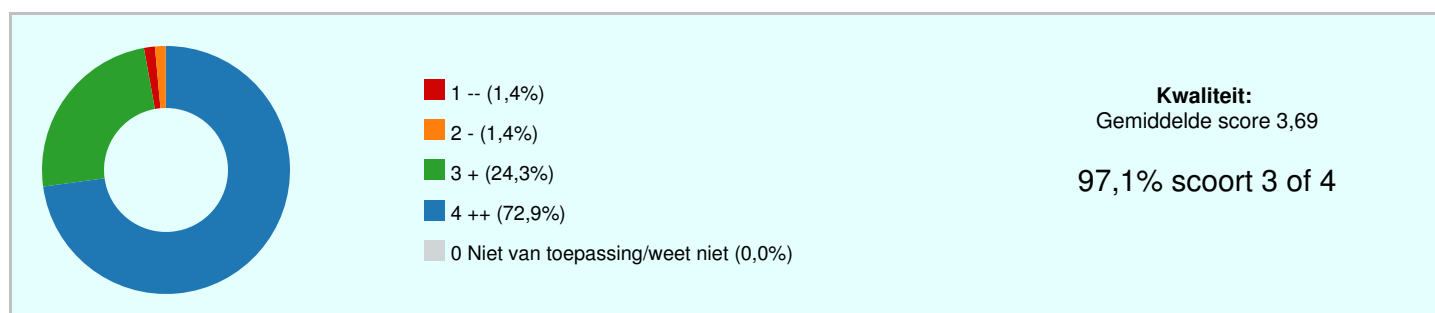 1 -- (1,4%)
2 - (1,4%)
3 + (24,3%)
4 ++ (72,9%)
0 Niet van toepassing/weet niet (0,0%)
Kwaliteit:
Gemiddelde score 3,69
97,1% scoort 3 of 4